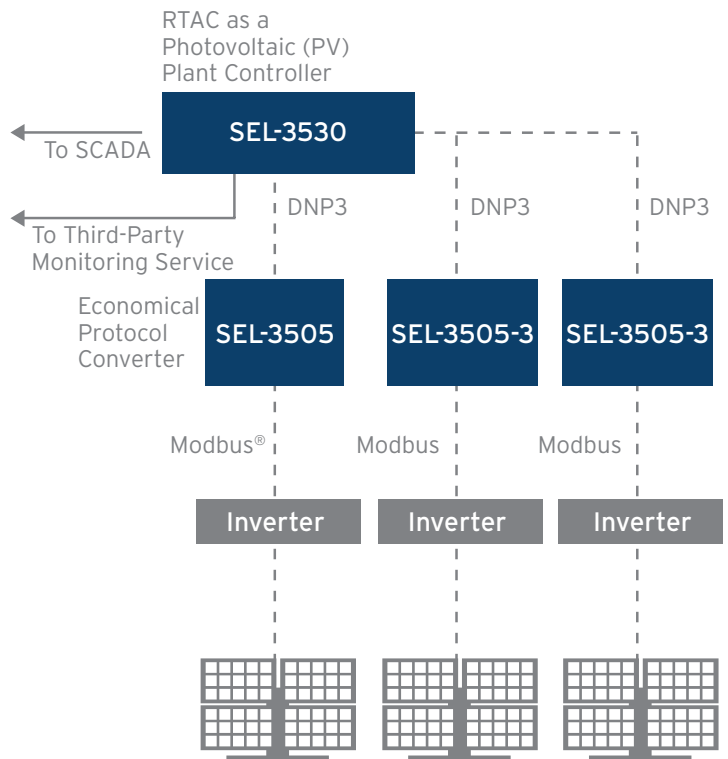 RTAC as a
Photovoltaic (PV)
Plant Controller
SEL-3530
To SCADA
DNP3
DNP3
DNP3
To Third-Party
Monitoring Service
Economical
Protocol
Converter
SEL-3505
SEL-3505-3
SEL-3505-3
Modbus®
Modbus
Modbus
Inverter
Inverter
Inverter